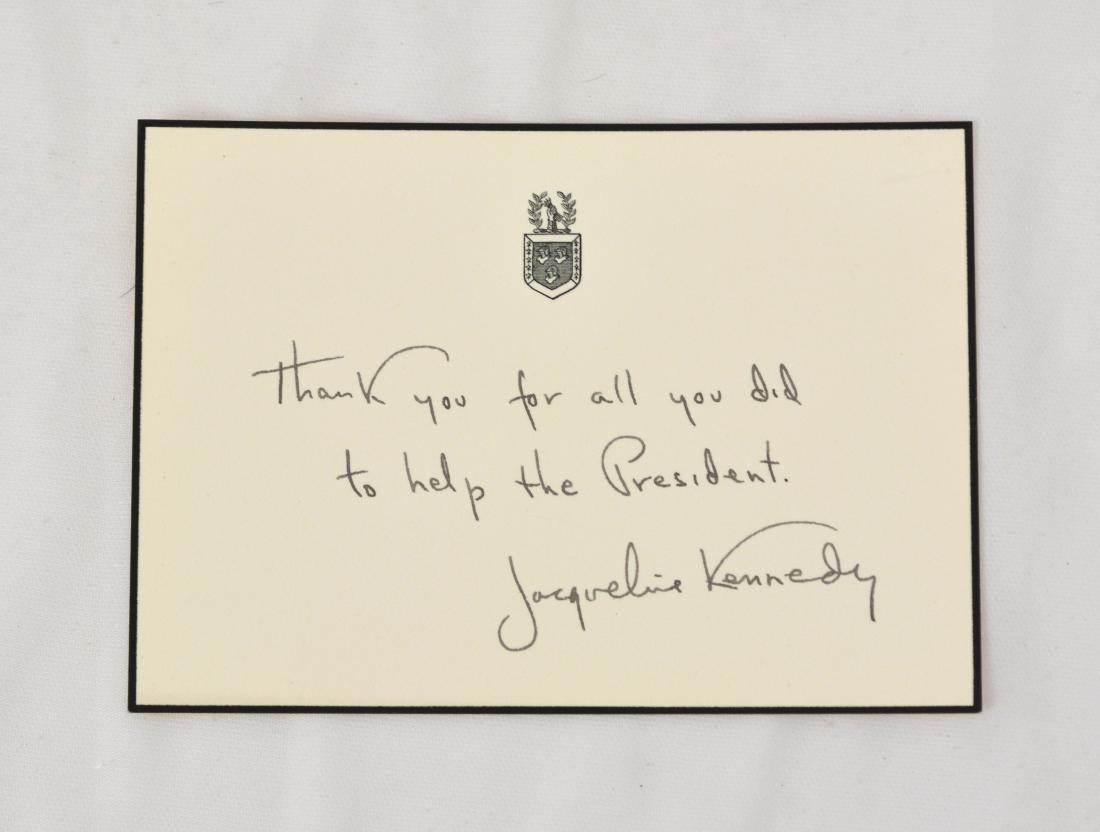 Thank you for all you did
to help the President.
Jacqueline Kennedy